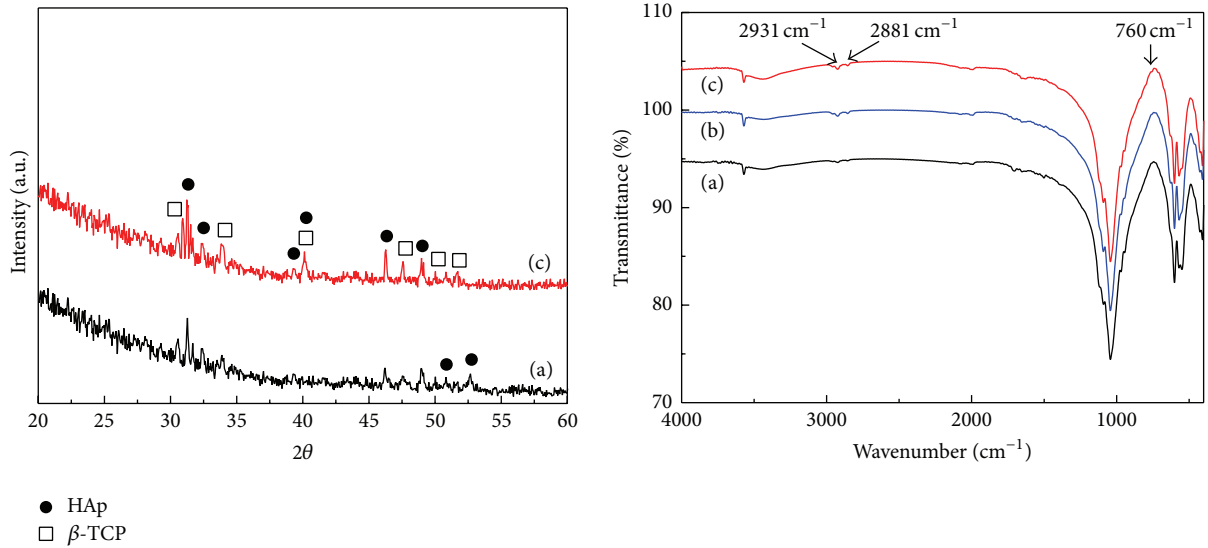 Intensity (a.u.)
(c)
(a)
20 25 30 35 40 45 50 55 60
2θ
● HAp
□ β-TCP
110
100
90
80
70
Transmittance (%)
2931 cm⁻¹
2881 cm⁻¹
760 cm⁻¹
(c)
(b)
(a)
4000 3000 2000 1000
Wavenumber (cm⁻¹)